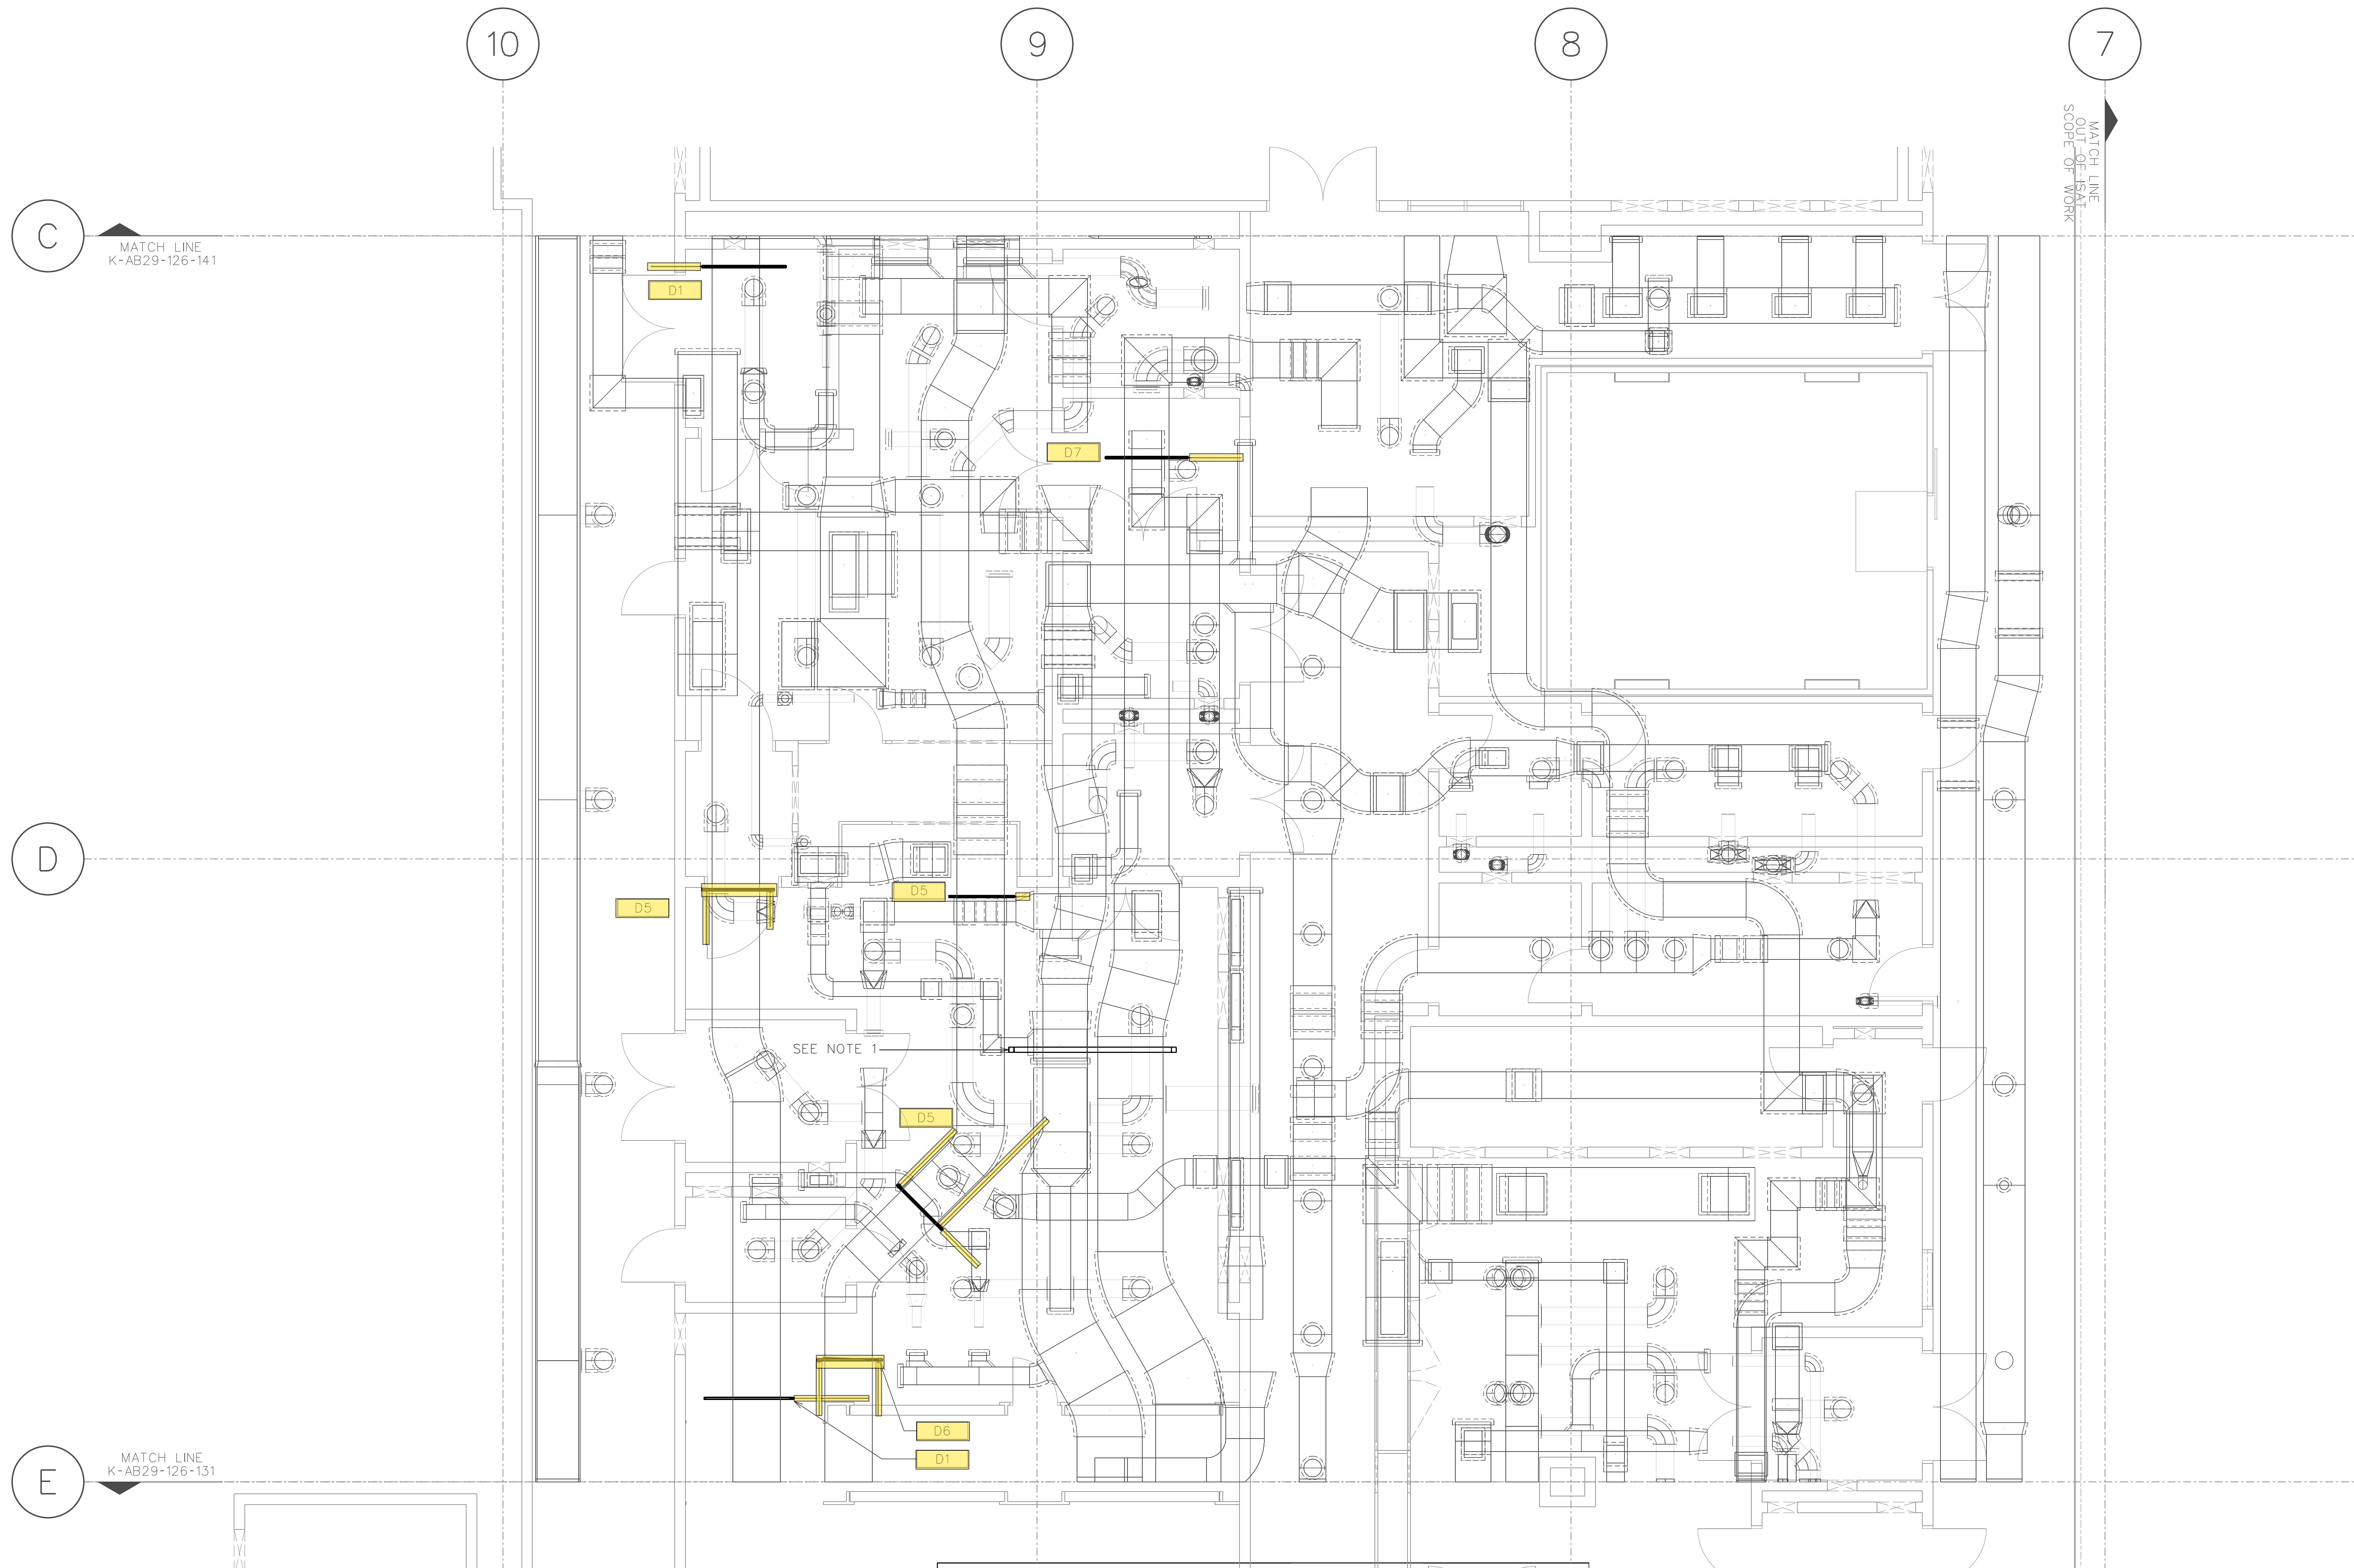 10
9
8
7
MATCH LINE
OUT OF ISAT
SCOPE OF WORK
C
MATCH LINE
K-AB29-126-141
D1
D7
D
D5
D5
SEE NOTE 1
D5
D6
D1
MATCH LINE
K-AB29-126-131
E